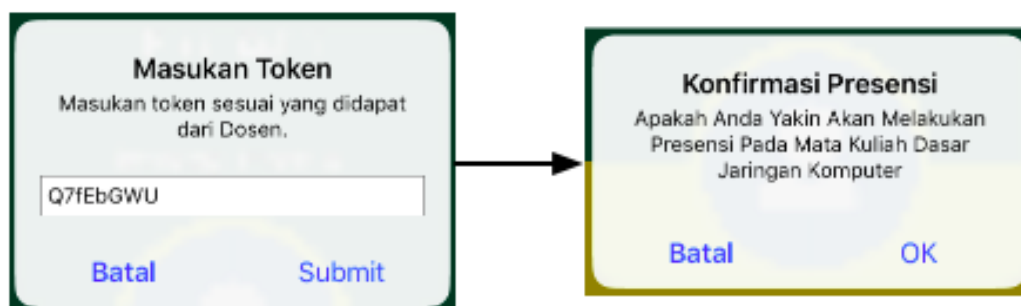 Masukan Token
Masukan token sesuai yang didapat
dari Dosen.
Q7fEbGWU
Batal
Submit
Konfirmasi Presensi
Apakah Anda Yakin Akan Melakukan
Presensi Pada Mata Kuliah Dasar
Jaringan Komputer
Batal
OK